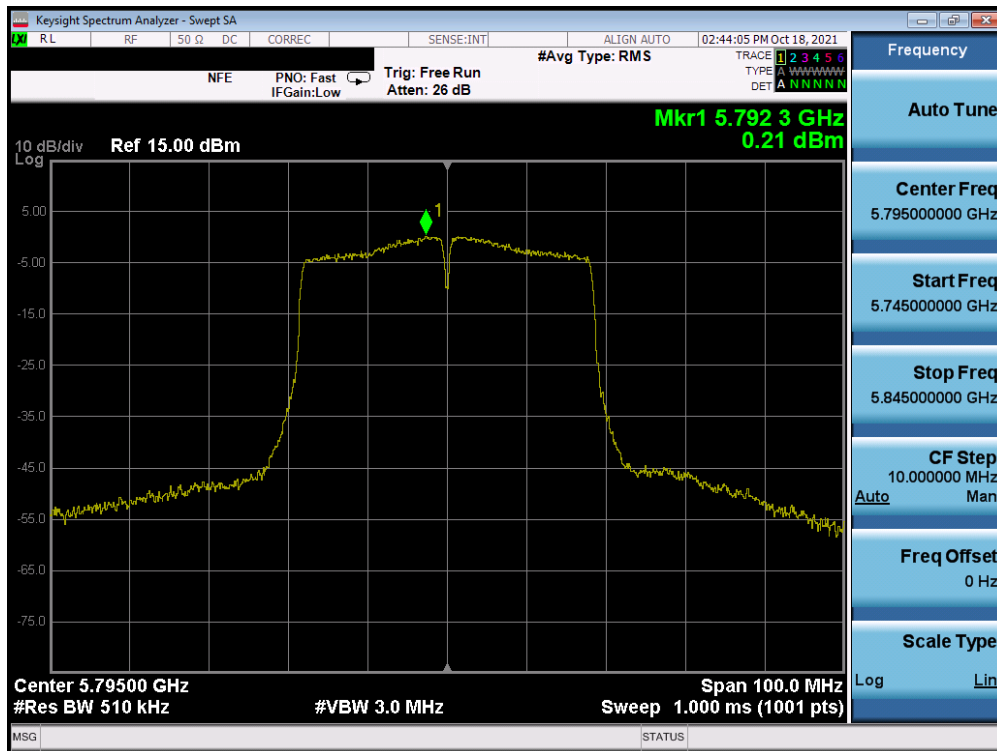 Keysight Spectrum Analyzer - Swept SA
LXI RL RF 50 Ω DC CORREC SENSE:INT ALIGN AUTO 02:44:05 PM Oct 18, 2021
NFE PNO: Fast IFGain:Low Trig: Free Run Atten: 26 dB #Avg Type: RMS
TRACE 1 2 3 4 5 6
TYPE A WWWWW
DET A N N N N N
Mkr1 5.792 3 GHz
0.21 dBm
10 dB/div Ref 15.00 dBm
Log
1
5.00
-5.00
-15.0
-25.0
-35.0
-45.0
-55.0
-65.0
-75.0
Center 5.79500 GHz Span 100.0 MHz
#Res BW 510 kHz #VBW 3.0 MHz Sweep 1.000 ms (1001 pts)
MSG STATUS
Frequency
Auto Tune
Center Freq
5.795000000 GHz
Start Freq
5.745000000 GHz
Stop Freq
5.845000000 GHz
CF Step
10.000000 MHz
Auto Man
Freq Offset
0 Hz
Scale Type
Log Lin